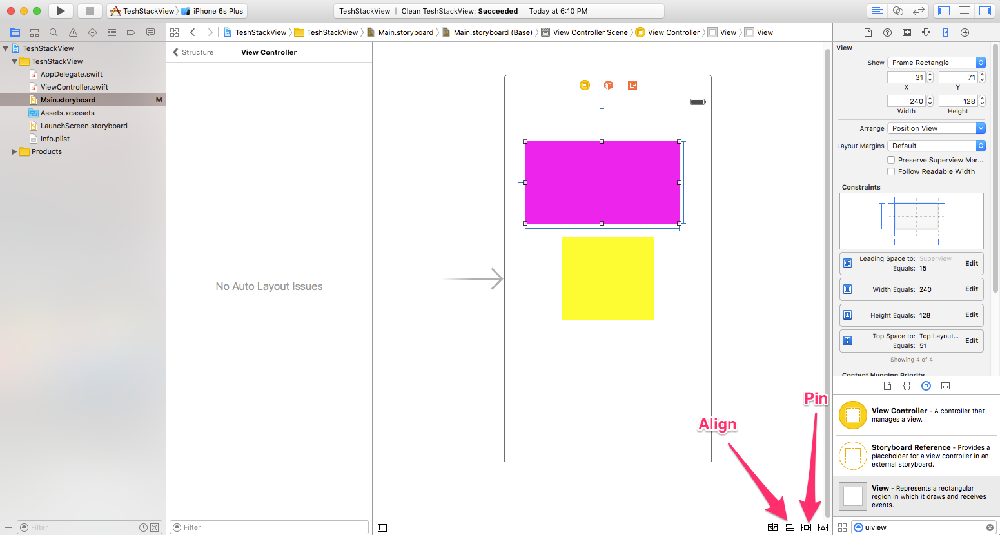 TeshStackView iPhone 6s Plus
TeshStackView | Clean TeshStackView: Succeeded | Today at 6:10 PM
TeshStackView TeshStackView Main.storyboard Main.storyboard (Base) View Controller Scene View Controller View View
TeshStackView
TeshStackView
AppDelegate.swift
ViewController.swift
Main.storyboard M
Assets.xcassets
LaunchScreen.storyboard
Info.plist
Products
Filter
Structure View Controller
No Auto Layout Issues
Filter
Align
Pin
View
Show Frame Rectangle
31 71
X Y
240 128
Width Height
Arrange Position View
Layout Margins Default
Preserve Superview Mar...
Follow Readable Width
Constraints
Leading Space to: Superview
Equals: 15 Edit
Width Equals: 240 Edit
Height Equals: 128 Edit
Top Space to: Top Layout...
Equals: 51 Edit
Showing 4 of 4
Content Hugging Priority
{}
View Controller - A controller that
manages a view.
Storyboard Reference - Provides a
placeholder for a view controller in an
external storyboard.
View - Represents a rectangular
region in which it draws and receives
events.
uiview